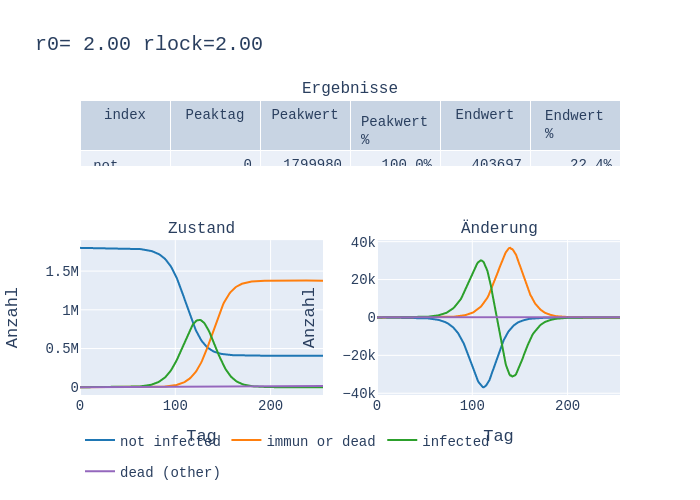 r0= 2.00 rlock=2.00
Ergebnisse
index Peaktag Peakwert Peakwert % Endwert Endwert %
not 0 1799980 100.0% 403697 22.4%
Zustand Änderung
Anzahl
1.5M
1M
0.5M
0
0 100 200
Tag
Anzahl
40k
20k
0
−20k
−40k
0 100 200
Tag
not infected immun or dead infected
dead (other)